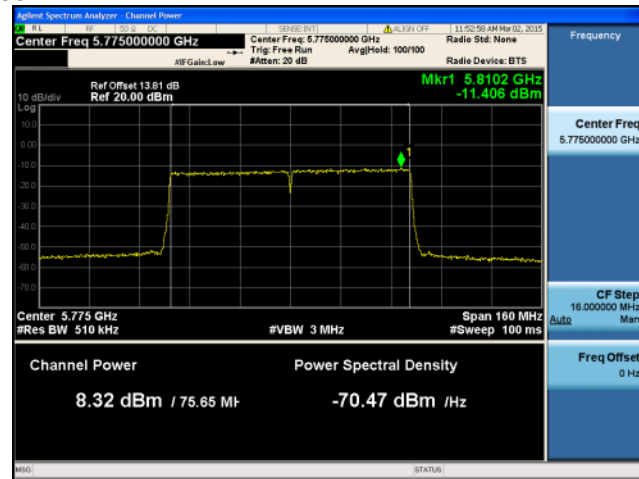 Agilent Spectrum Analyzer - Channel Power
RL RF 50 Ω DC SENSE:INT ALIGN OFF 11:52:58 AM Mar 02, 2015
Center Freq 5.775000000 GHz
Center Freq: 5.775000000 GHz
Radio Std: None
Trig: Free Run Avg|Hold: 100/100
#IFGain:Low #Atten: 20 dB Radio Device: BTS
Ref Offset 13.81 dB
10 dB/div Ref 20.00 dBm
Mkr1 5.8102 GHz
-11.406 dBm
Log
10.0
0.00
-10.0
-20.0
-30.0
-40.0
-50.0
-60.0
-70.0
1
Center 5.775 GHz Span 160 MHz
#Res BW 510 kHz #VBW 3 MHz #Sweep 100 ms
Channel Power Power Spectral Density
8.32 dBm / 75.65 MH -70.47 dBm /Hz
MSG STATUS
Frequency
Center Freq
5.775000000 GHz
CF Step
16.000000 MHz
Auto Man
Freq Offset
0 Hz